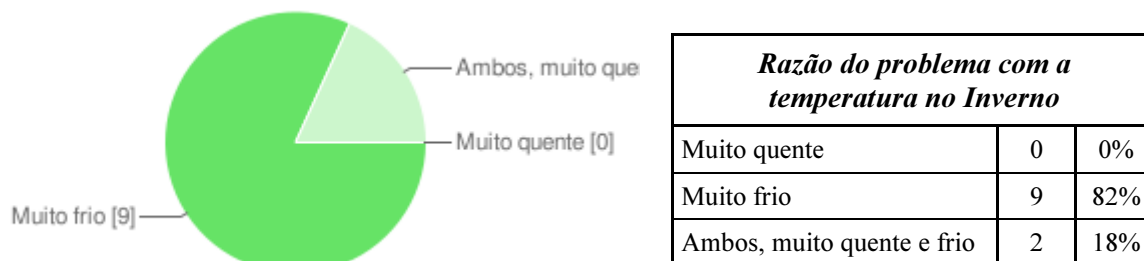 Ambos, muito que
Muito quente [0]
Muito frio [9]
Razão do problema com a
temperatura no Inverno
Muito quente 0 0%
Muito frio 9 82%
Ambos, muito quente e frio 2 18%